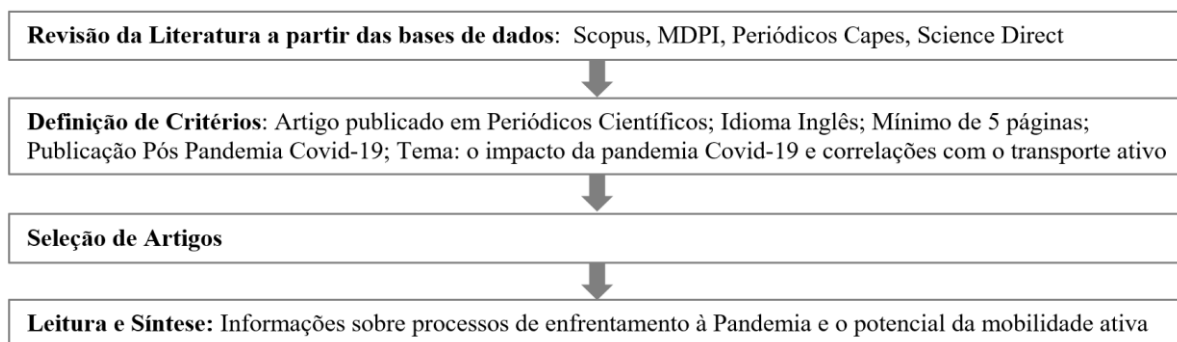 Revisão da Literatura a partir das bases de dados: Scopus, MDPI, Periódicos Capes, Science Direct
Definição de Critérios: Artigo publicado em Periódicos Científicos; Idioma Inglês; Mínimo de 5 páginas;
Publicação Pós Pandemia Covid-19; Tema: o impacto da pandemia Covid-19 e correlações com o transporte ativo
Seleção de Artigos
Leitura e Síntese: Informações sobre processos de enfrentamento à Pandemia e o potencial da mobilidade ativa